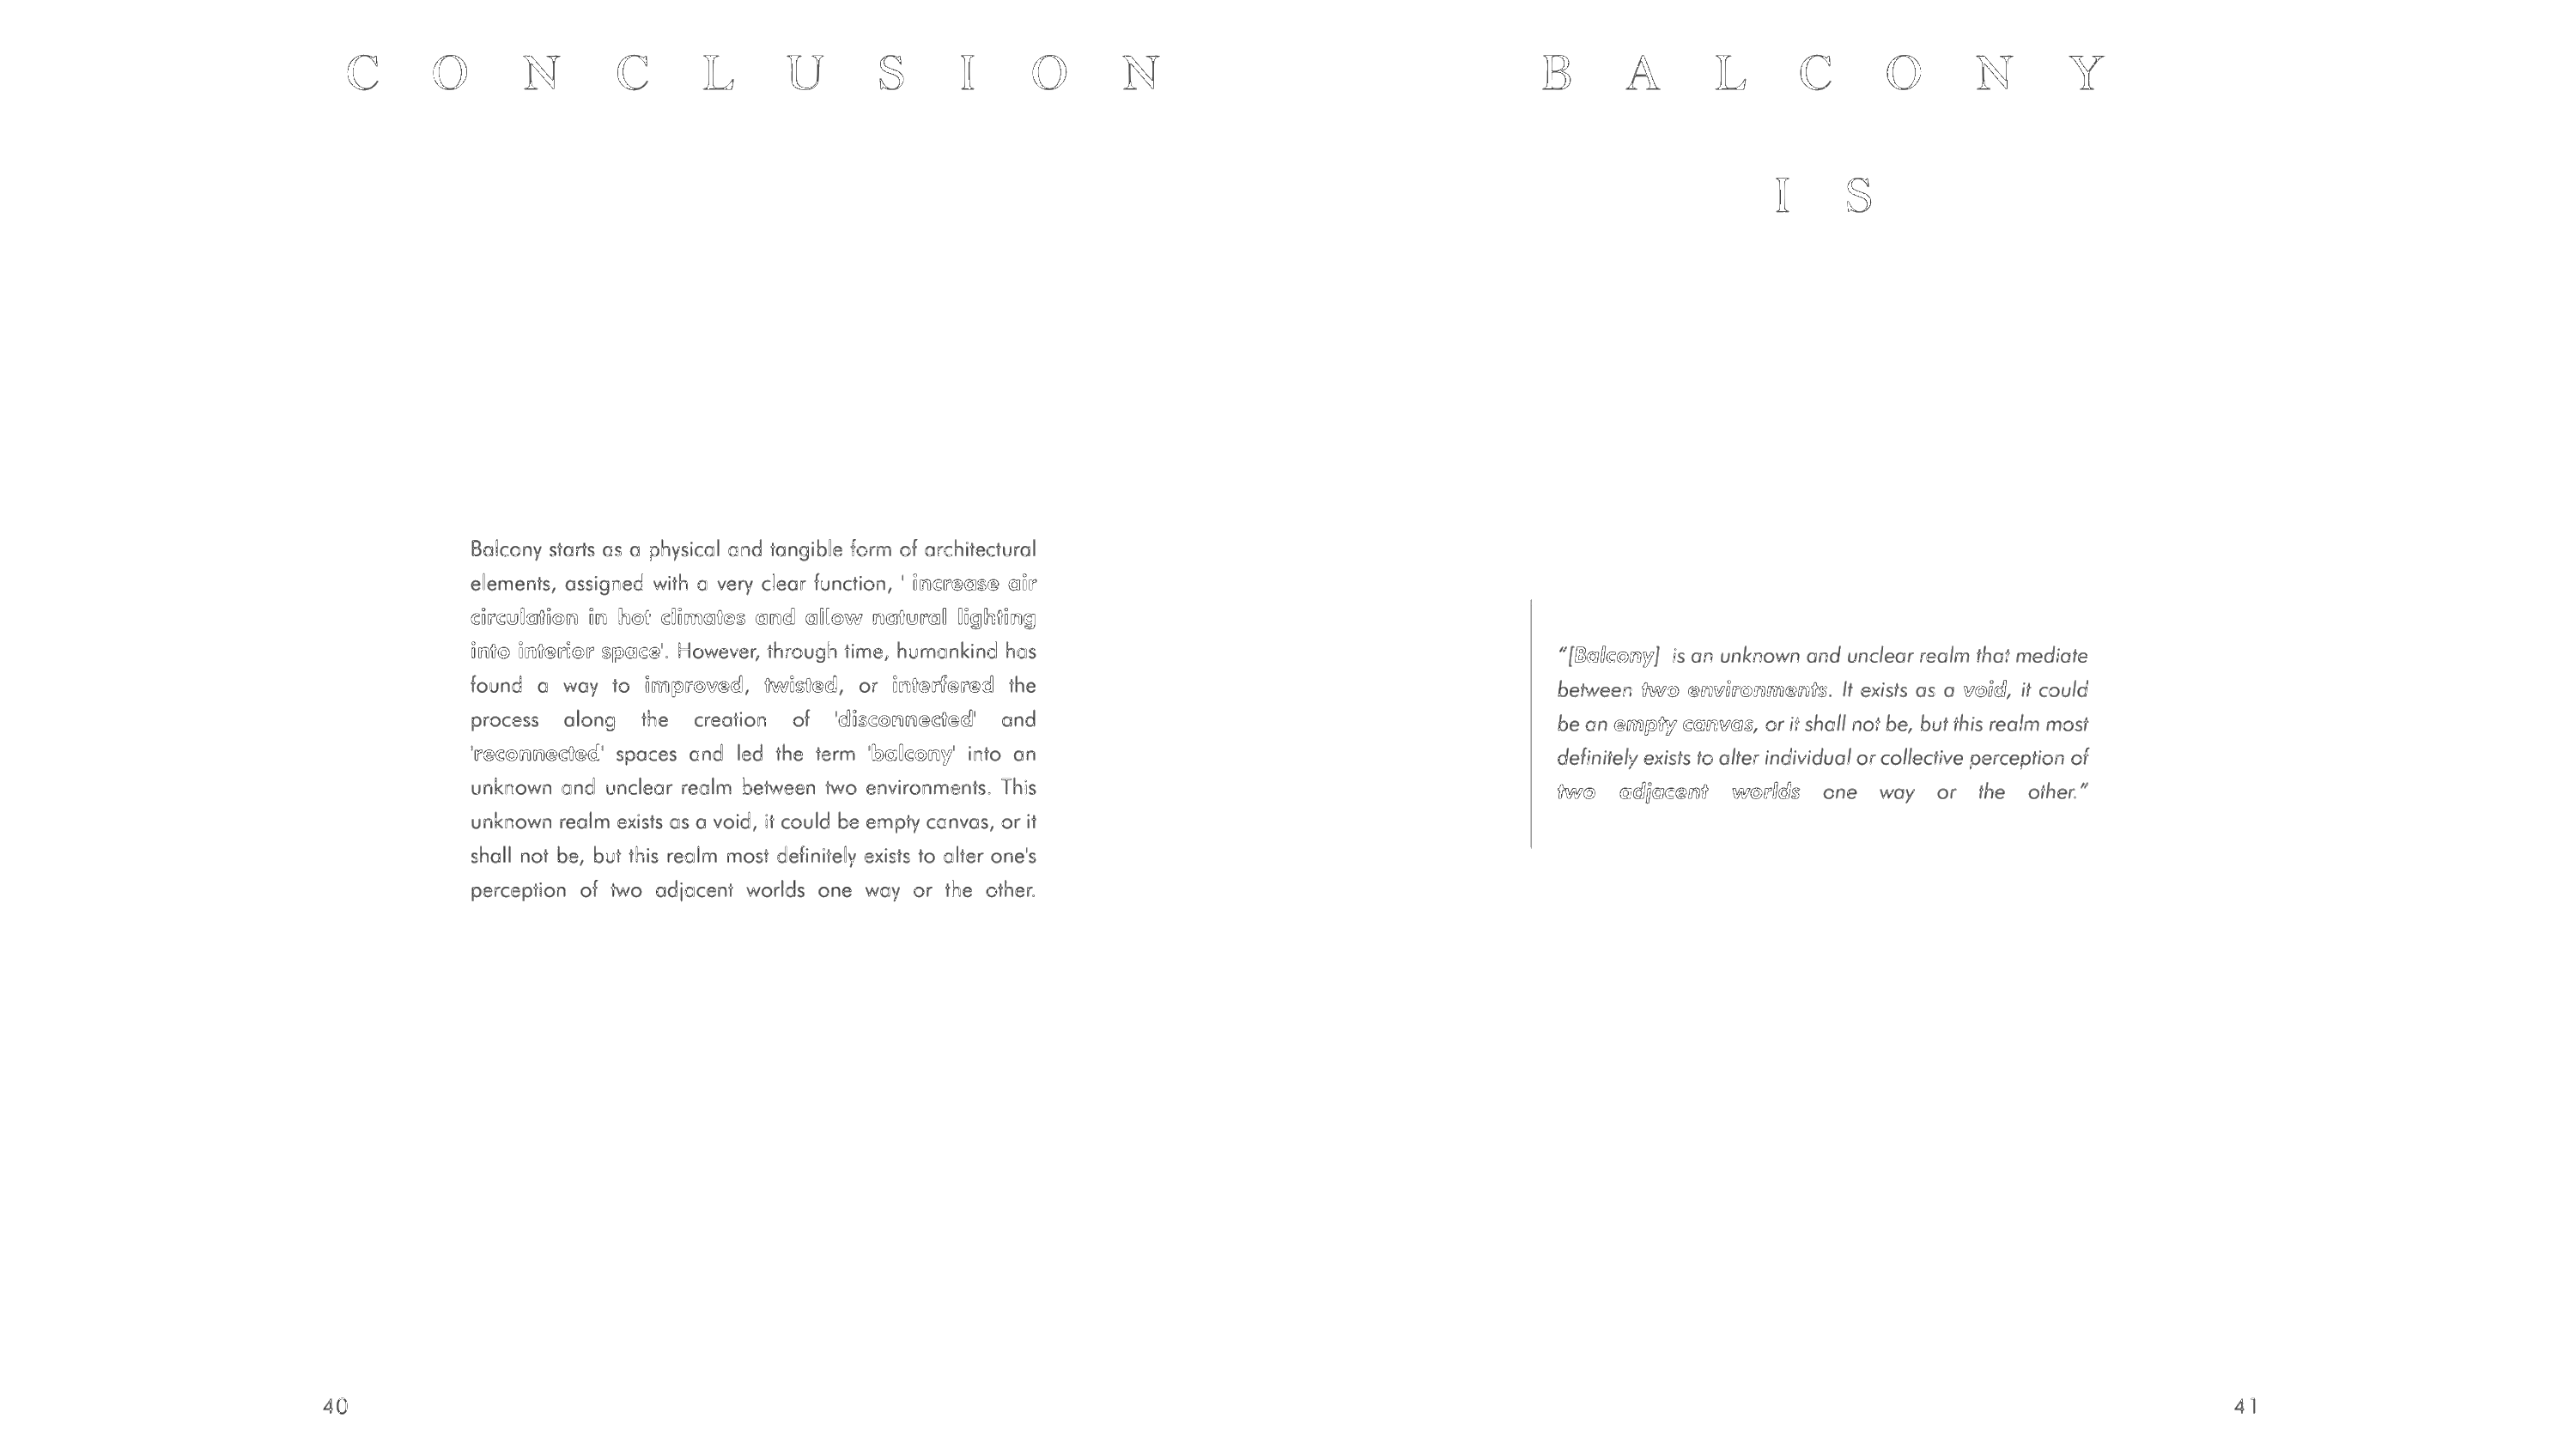 CONCLUSION
Balcony starts as a physical and tangible form of architectural
elements, assigned with a very clear function, ' increase air
circulation in hot climates and allow natural lighting
into interior space'. However, through time, humankind has
found a way to improved, twisted, or interfered the
process along the creation of 'disconnected' and
'reconnected' spaces and led the term 'balcony' into an
unknown and unclear realm between two environments. This
unknown realm exists as a void, it could be empty canvas, or it
shall not be, but this realm most definitely exists to alter one's
perception of two adjacent worlds one way or the other.
40
BALCONY
IS
"[Balcony] is an unknown and unclear realm that mediate
between two environments. It exists as a void, it could
be an empty canvas, or it shall not be, but this realm most
definitely exists to alter individual or collective perception of
two adjacent worlds one way or the other."
41